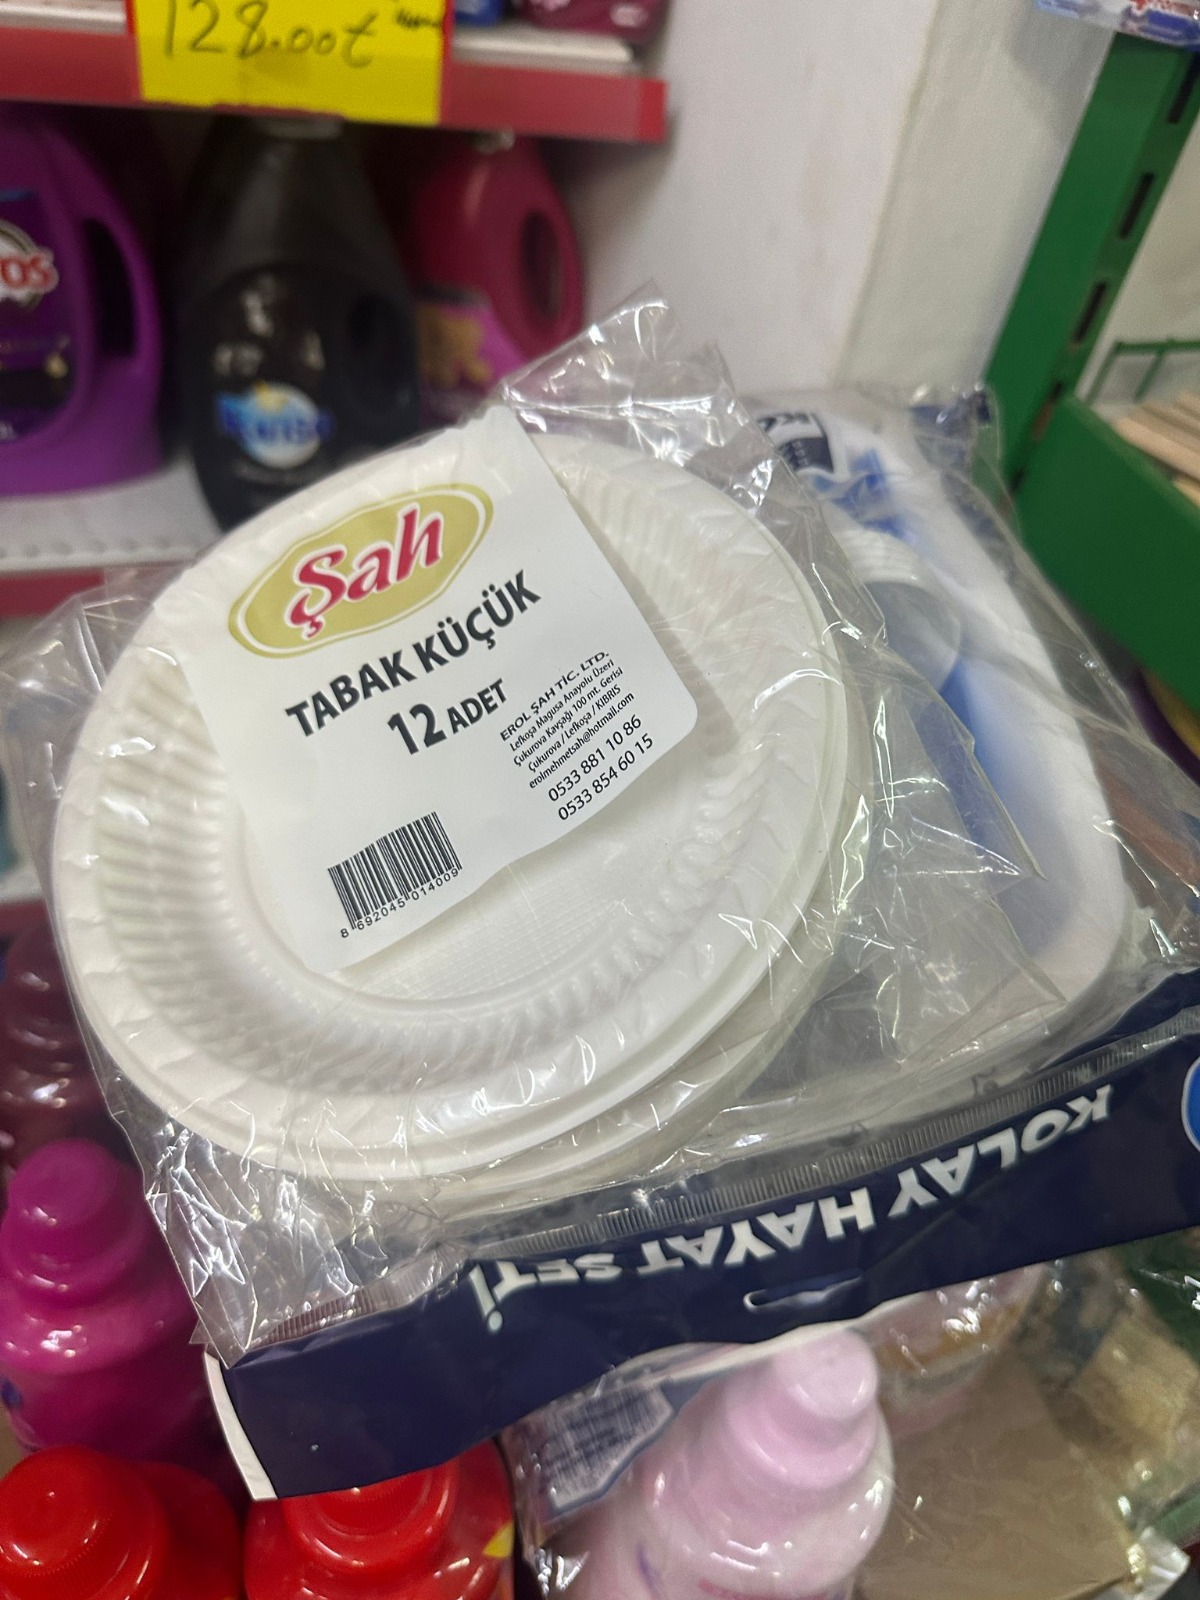 128.00₺
Şah
TABAK KÜÇÜK
12 ADET
EROL ŞAH TİC. LTD.
Lefkoşa Magusa Anayolu Üzeri
Çukurova Kavşağı 100 mt. Gerisi
Çukurova / Lefkoşa / KIBRIS
erolmehmetsah@hotmail.com
0533 881 10 86
0533 854 60 15
8 692045 014009
KOLAY HAYAT SETİ